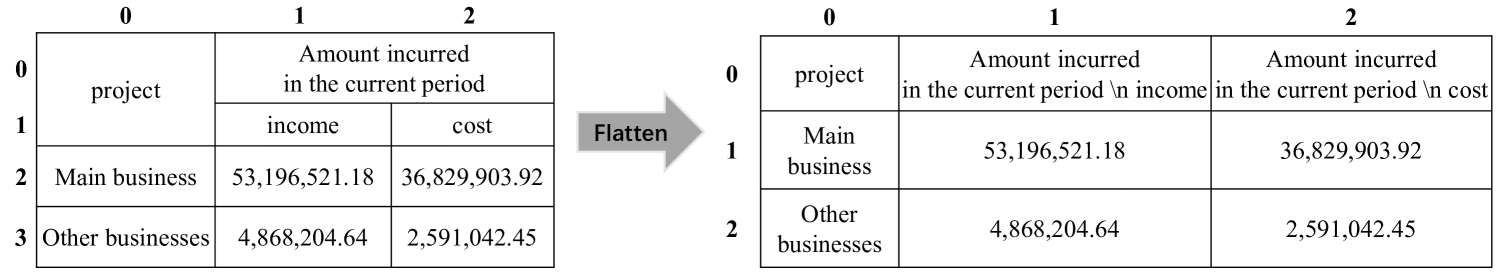 0 1 2
0 project Amount incurred
in the current period
1 income cost
2 Main business 53,196,521.18 36,829,903.92
3 Other businesses 4,868,204.64 2,591,042.45
Flatten
0 1 2
0 project Amount incurred
in the current period \n income Amount incurred
in the current period \n cost
1 Main
business 53,196,521.18 36,829,903.92
2 Other
businesses 4,868,204.64 2,591,042.45